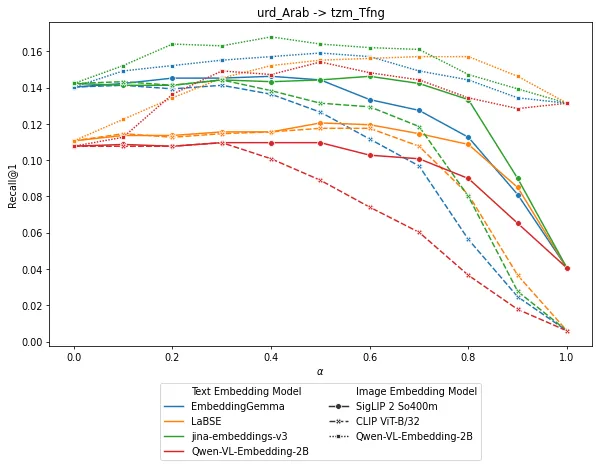 urd_Arab -> tzm_Tfng
Recall@1
0.16
0.14
0.12
0.10
0.08
0.06
0.04
0.02
0.00
0.0 0.2 0.4 0.6 0.8 1.0
α
Text Embedding Model Image Embedding Model
EmbeddingGemma SigLIP 2 So400m
LaBSE CLIP ViT-B/32
jina-embeddings-v3 Qwen-VL-Embedding-2B
Qwen-VL-Embedding-2B